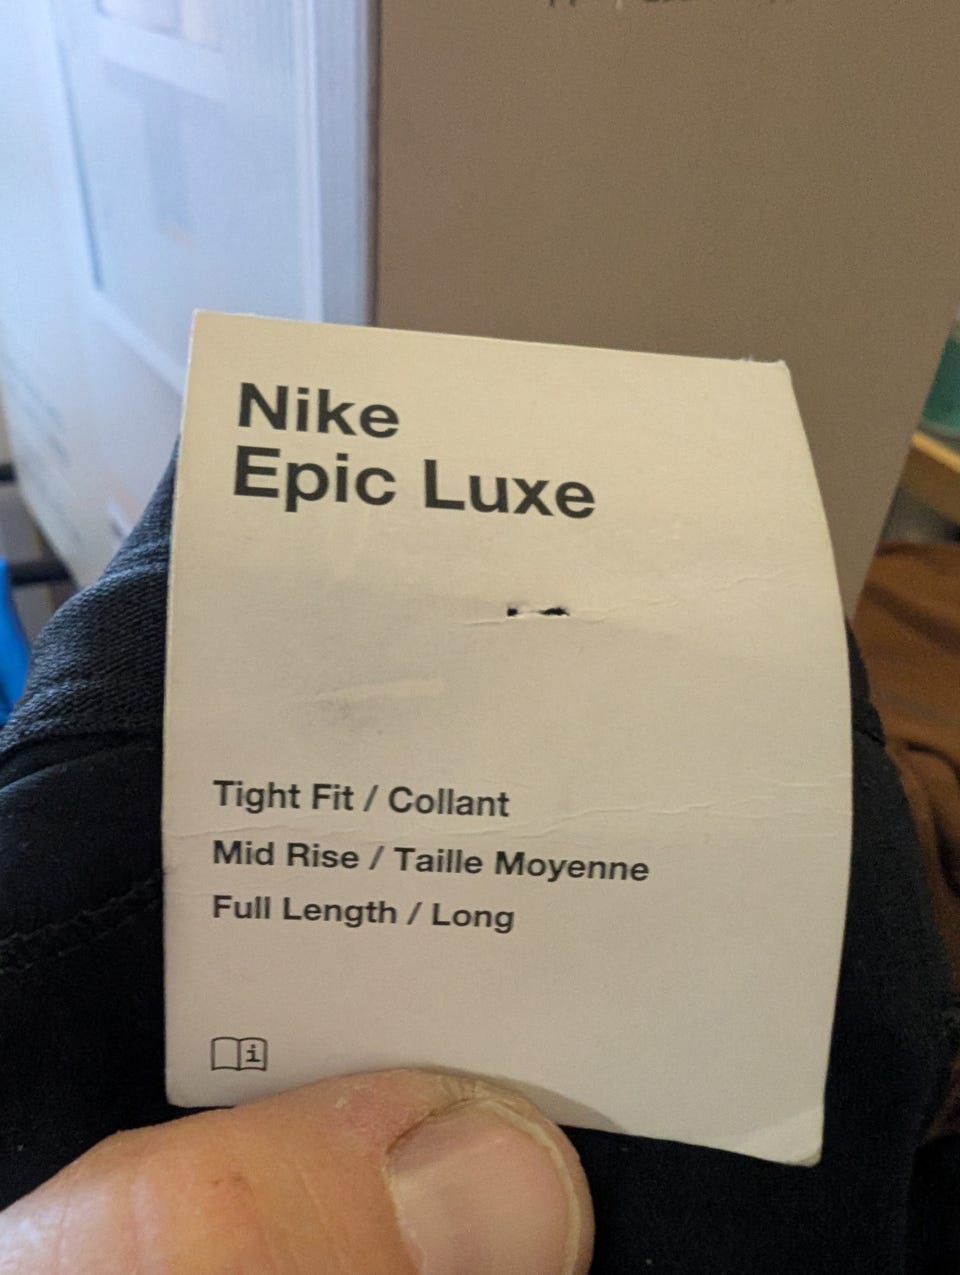 Nike
Epic Luxe
Tight Fit / Collant
Mid Rise / Taille Moyenne
Full Length / Long
i